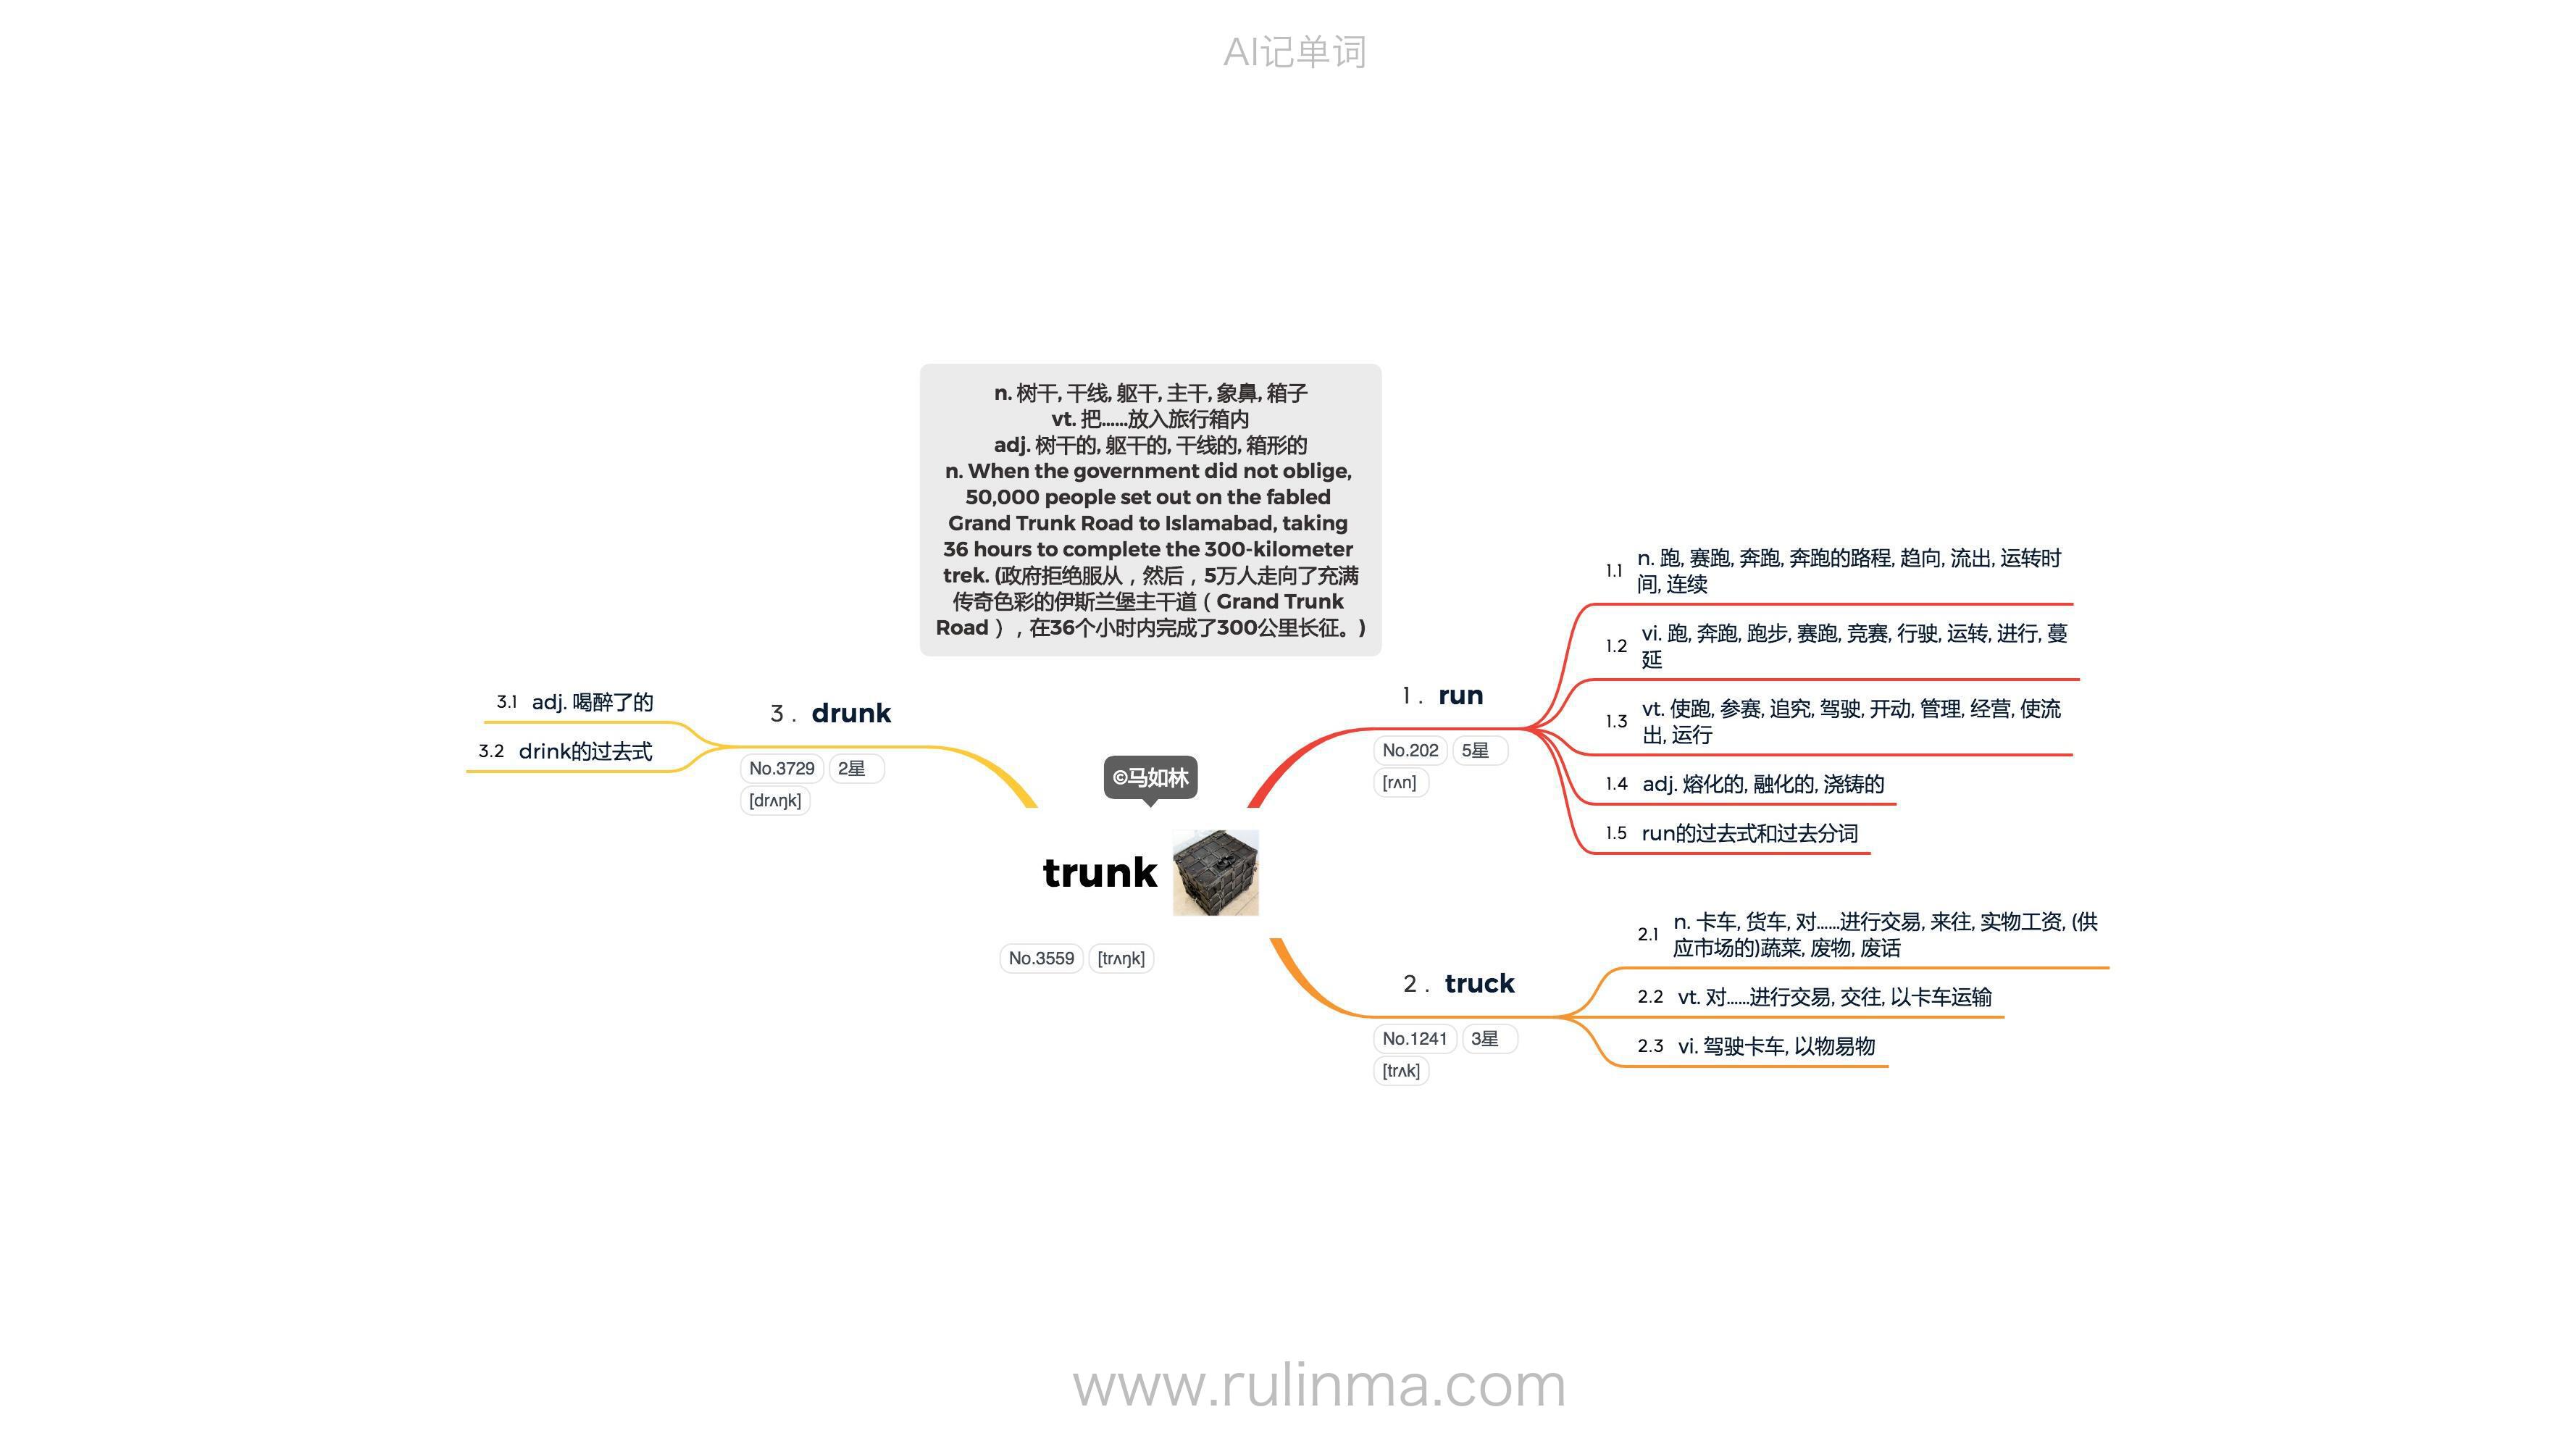 AI记单词
n. 树干, 干线, 躯干, 主干, 象鼻, 箱子
vt. 把……放入旅行箱内
adj. 树干的, 躯干的, 干线的, 箱形的
n. When the government did not oblige,
50,000 people set out on the fabled
Grand Trunk Road to Islamabad, taking
36 hours to complete the 300-kilometer
trek. (政府拒绝服从，然后，5万人走向了充满
传奇色彩的伊斯兰堡主干道（Grand Trunk
Road），在36个小时内完成了300公里长征。)
©马如林
trunk
No.3559 [trʌŋk]
1. run
No.202 5星
[rʌn]
1.1 n. 跑, 赛跑, 奔跑, 奔跑的路程, 趋向, 流出, 运转时
间, 连续
1.2 vi. 跑, 奔跑, 跑步, 赛跑, 竞赛, 行驶, 运转, 进行, 蔓
延
1.3 vt. 使跑, 参赛, 追究, 驾驶, 开动, 管理, 经营, 使流
出, 运行
1.4 adj. 熔化的, 融化的, 浇铸的
1.5 run的过去式和过去分词
2. truck
No.1241 3星
[trʌk]
2.1 n. 卡车, 货车, 对……进行交易, 来往, 实物工资, (供
应市场的)蔬菜, 废物, 废话
2.2 vt. 对……进行交易, 交往, 以卡车运输
2.3 vi. 驾驶卡车, 以物易物
3. drunk
No.3729 2星
[drʌŋk]
3.1 adj. 喝醉了的
3.2 drink的过去式
www.rulinma.com